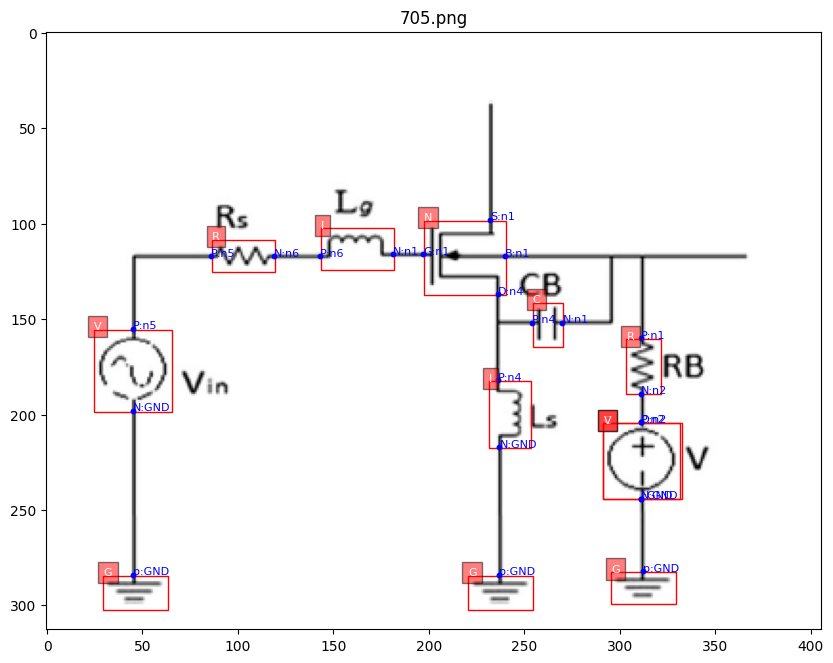 705.png
0
50
100
150
200
250
300
Rs
Lg
R
L
N
S:n1
P:n5
N:n6
P:n6
N:n1
G:n1
B:n1
CB
D:n4
C
P:n4
N:n1
V
P:n5
R
P:n1
RB
Vin
L
P:n4
N:n2
N:GND
V
P:n2
Ls
N:GND
V
N:GND
G
p:GND
G
p:GND
G
p:GND
0
50
100
150
200
250
300
350
400